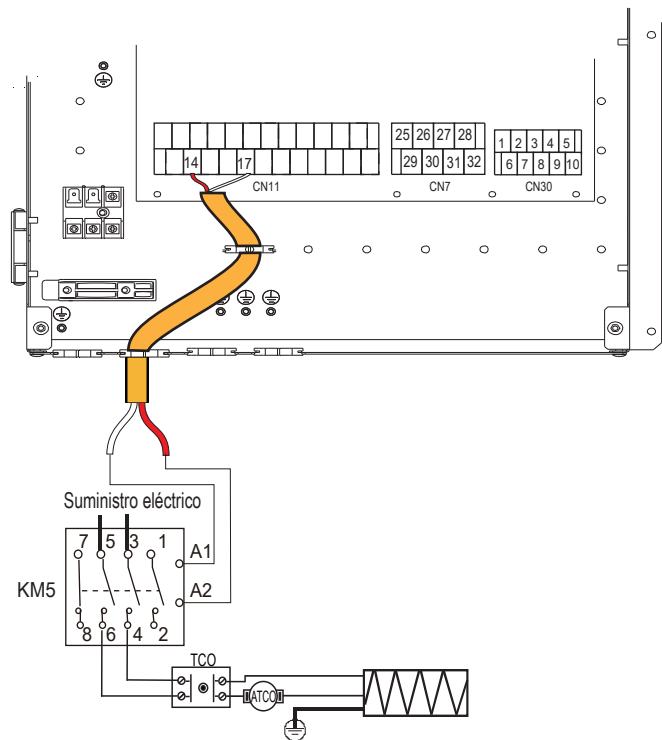 25 26 27 28
1 2 3 4 5
14 17
29 30 31 32
6 7 8 9 10
CN11 CN7 CN30
Suministro eléctrico
7 5 3 1
A1
KM5
A2
8 6 4 2
TCO
ATCO